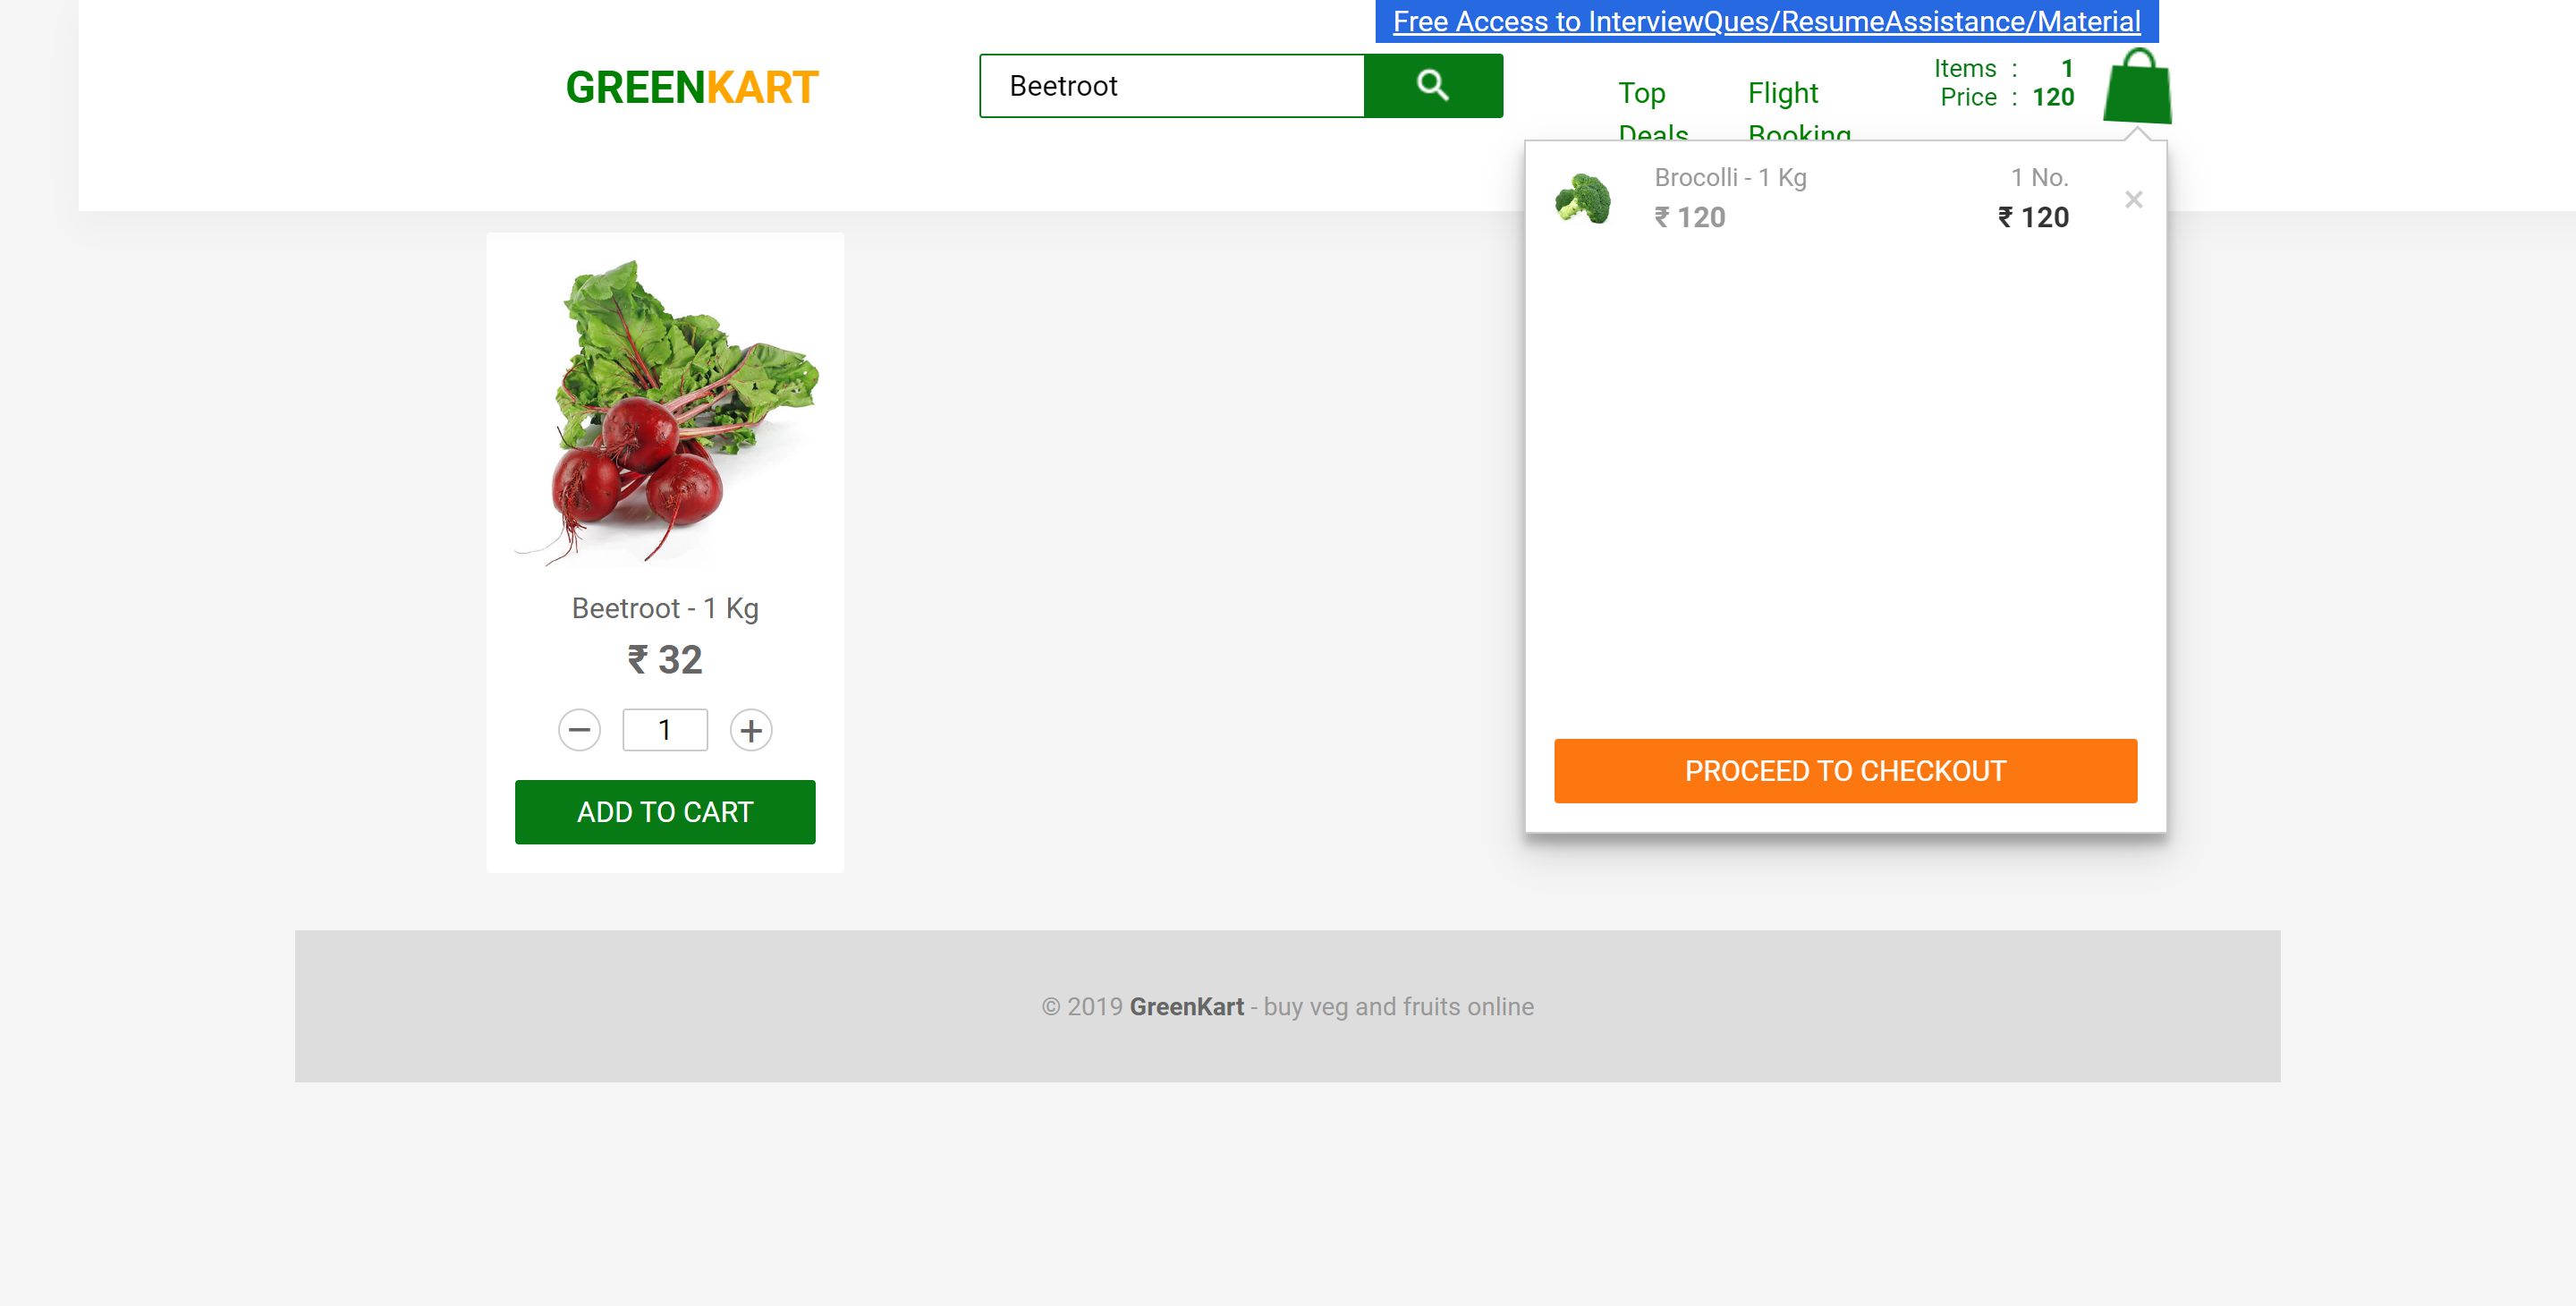 Free Access to InterviewQues/ResumeAssistance/Material
GREENKART
Beetroot
Top Deals
Flight Booking
Items : 1
Price : 120
Brocolli - 1 Kg 1 No.
₹ 120 ₹ 120
×
PROCEED TO CHECKOUT
Beetroot - 1 Kg
₹ 32
− 1 +
ADD TO CART
© 2019 GreenKart - buy veg and fruits online